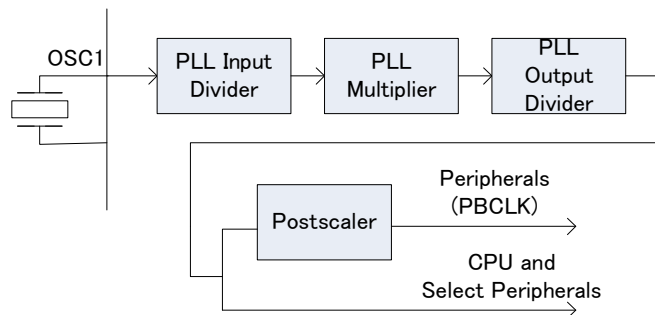 OSC1
PLL Input
Divider
PLL
Multiplier
PLL
Output
Divider
Postscaler
Peripherals
(PBCLK)
CPU and
Select Peripherals